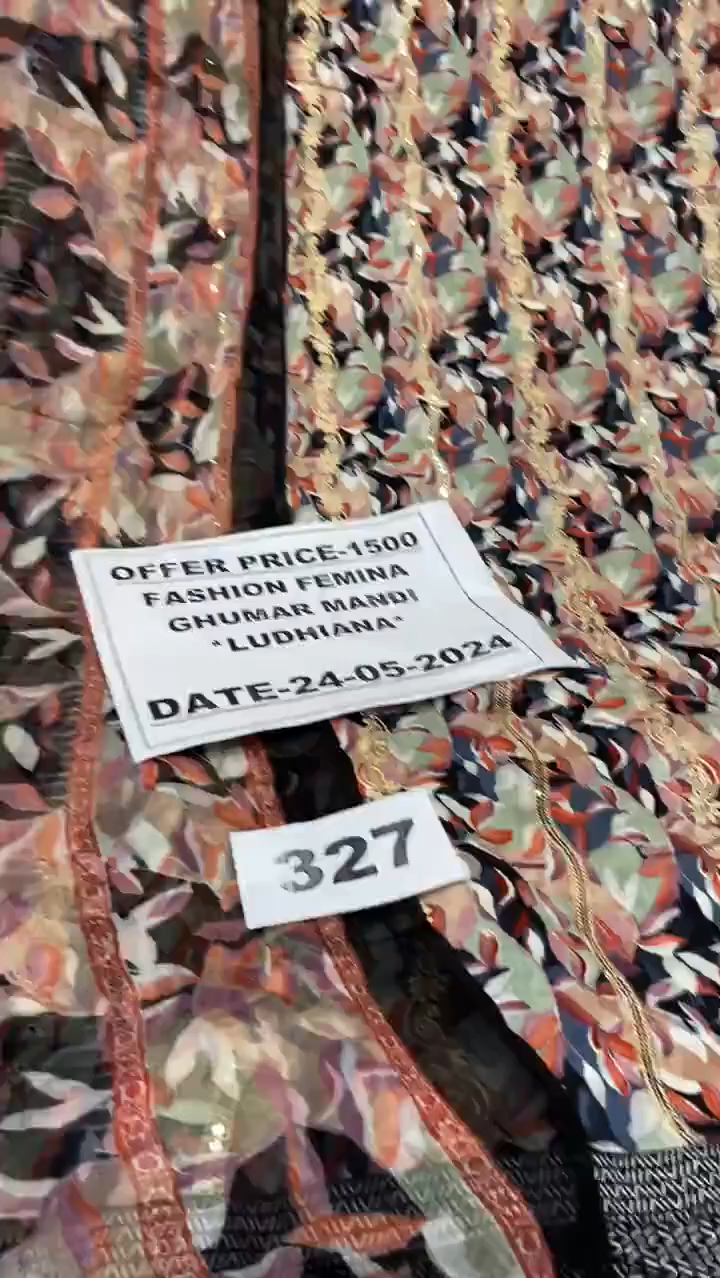 OFFER PRICE-1500
FASHION FEMINA
GHUMAR MANDI
*LUDHIANA*
DATE-24-05-2024
327